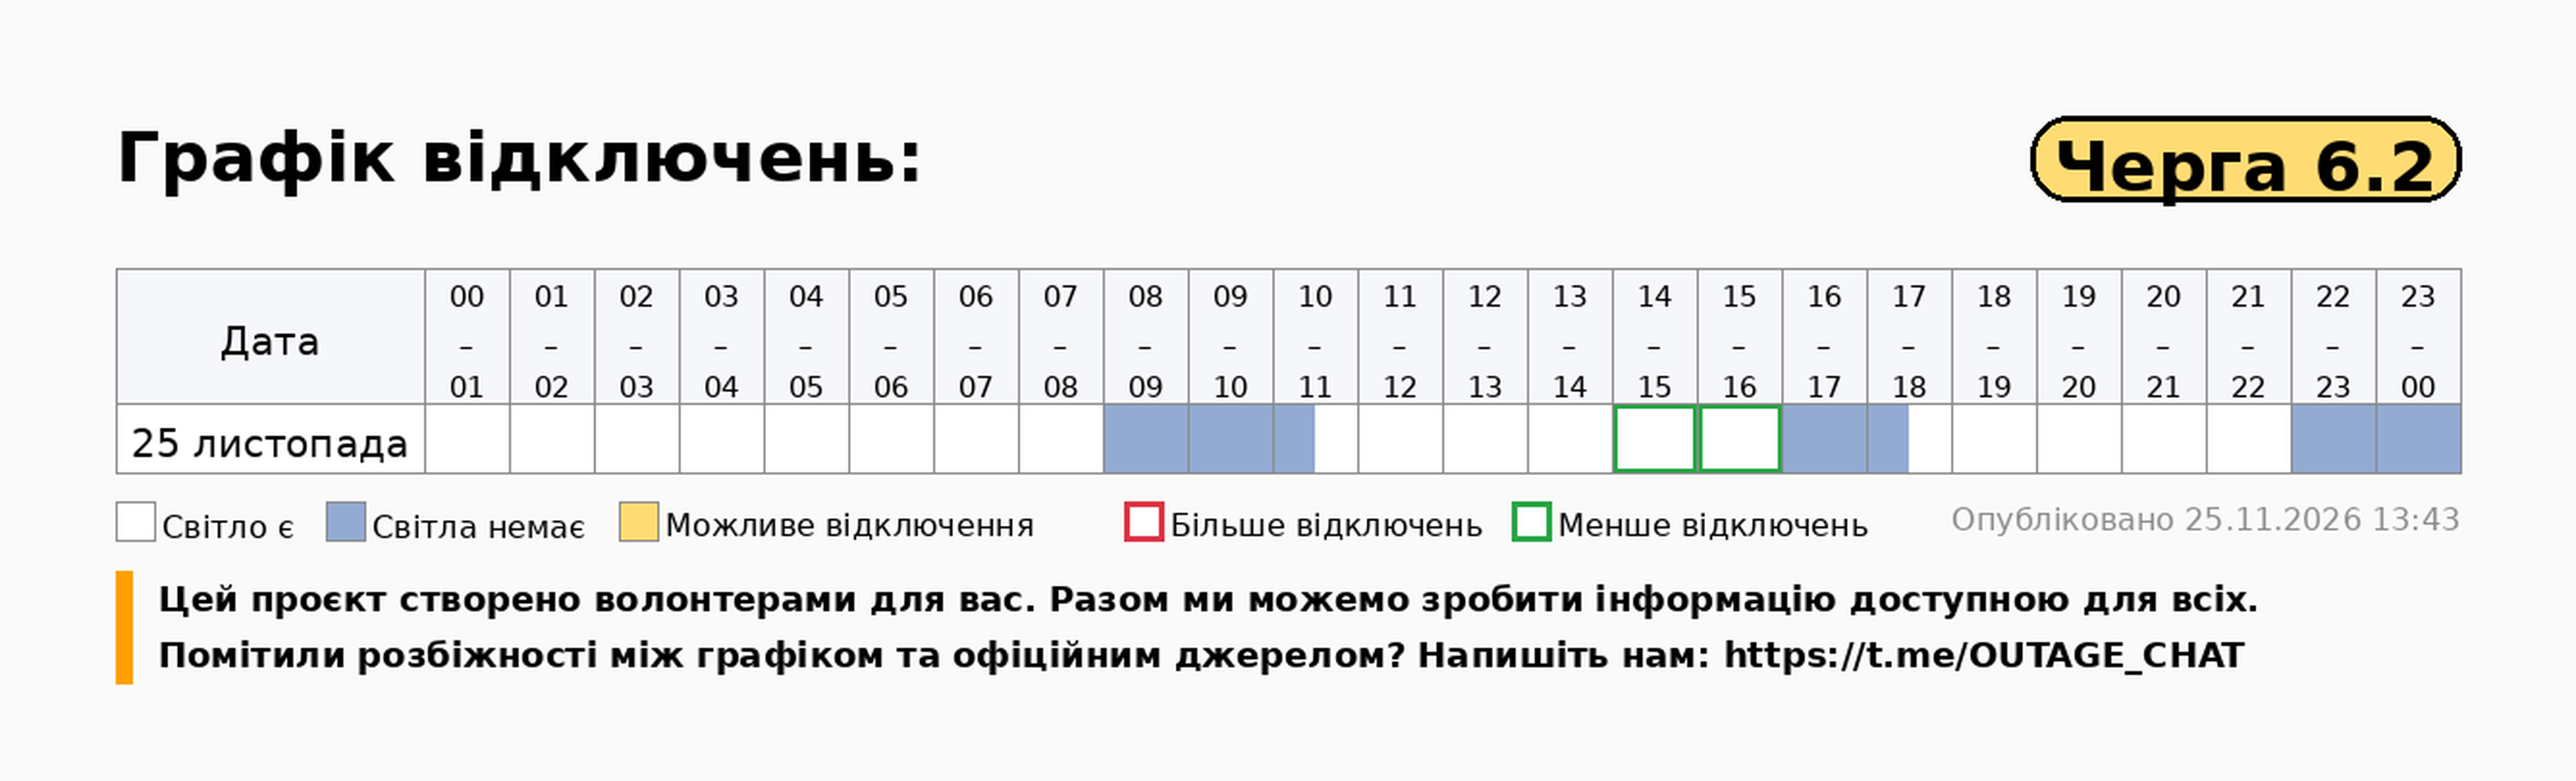 Графік відключень:
Черга 6.2
Дата
00 – 01
01 – 02
02 – 03
03 – 04
04 – 05
05 – 06
06 – 07
07 – 08
08 – 09
09 – 10
10 – 11
11 – 12
12 – 13
13 – 14
14 – 15
15 – 16
16 – 17
17 – 18
18 – 19
19 – 20
20 – 21
21 – 22
22 – 23
23 – 00
25 листопада
Світло є
Світла немає
Можливе відключення
Більше відключень
Менше відключень
Опубліковано 25.11.2026 13:43
Цей проєкт створено волонтерами для вас. Разом ми можемо зробити інформацію доступною для всіх.
Помітили розбіжності між графіком та офіційним джерелом? Напишіть нам: https://t.me/OUTAGE_CHAT